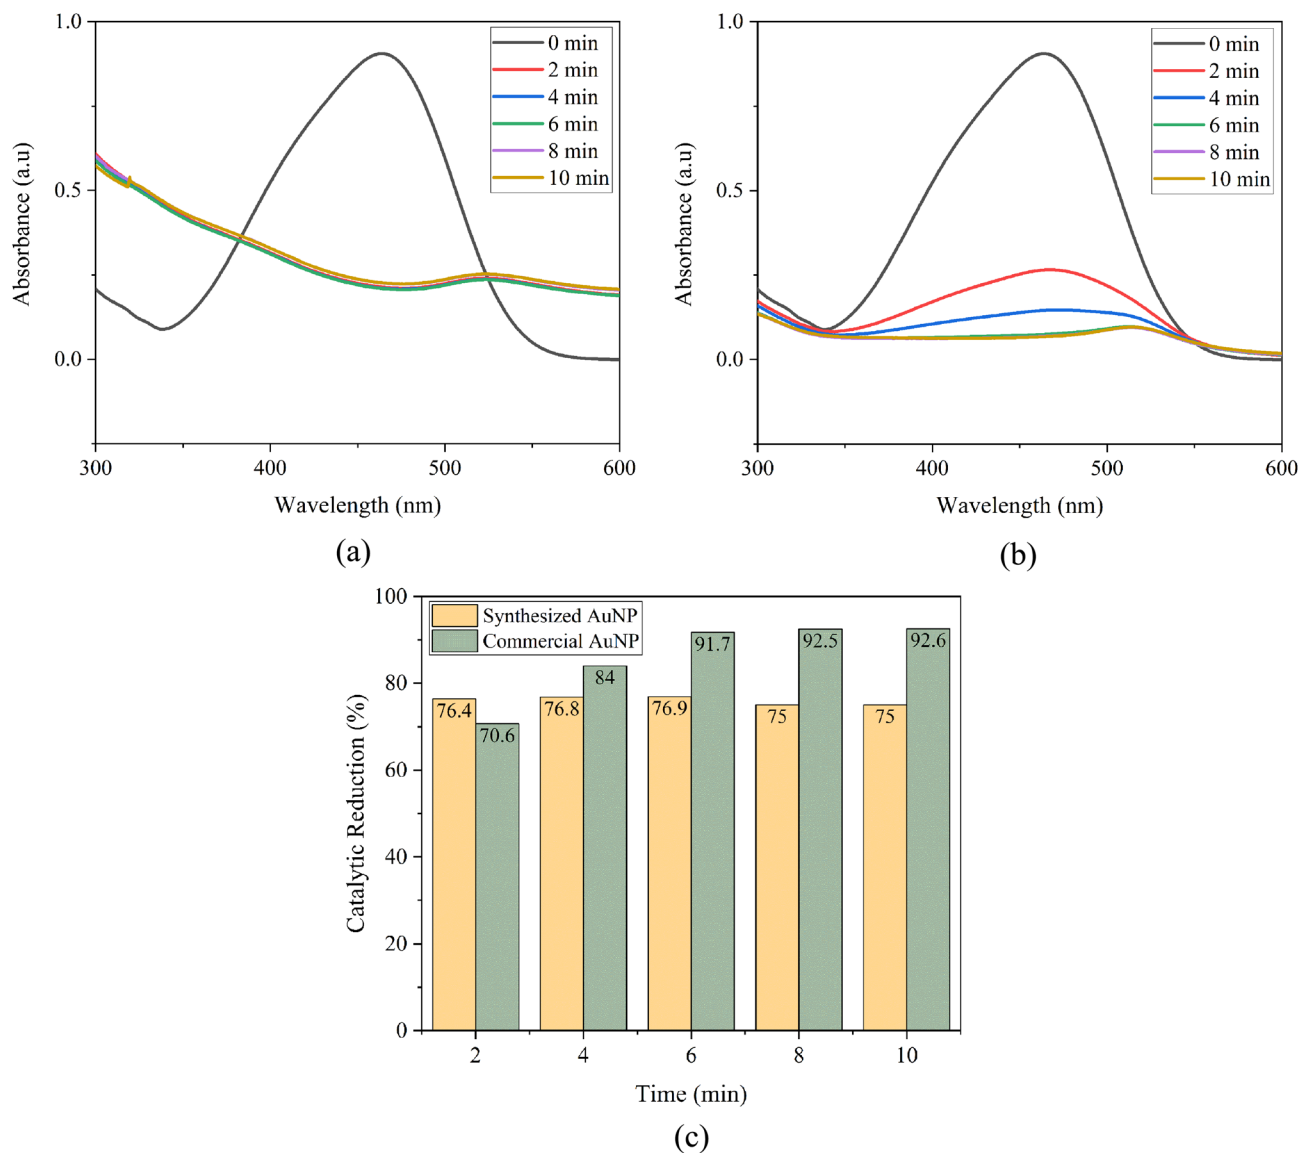 1.0
0.5
0.0
Absorbance (a.u)
0 min
2 min
4 min
6 min
8 min
10 min
300
400
500
600
Wavelength (nm)
(a)
1.0
0.5
0.0
Absorbance (a.u)
0 min
2 min
4 min
6 min
8 min
10 min
300
400
500
600
Wavelength (nm)
(b)
100
80
60
40
20
0
Catalytic Reduction (%)
Synthesized AuNP
Commercial AuNP
76.4
70.6
76.8
84
76.9
91.7
75
92.5
75
92.6
2
4
6
8
10
Time (min)
(c)